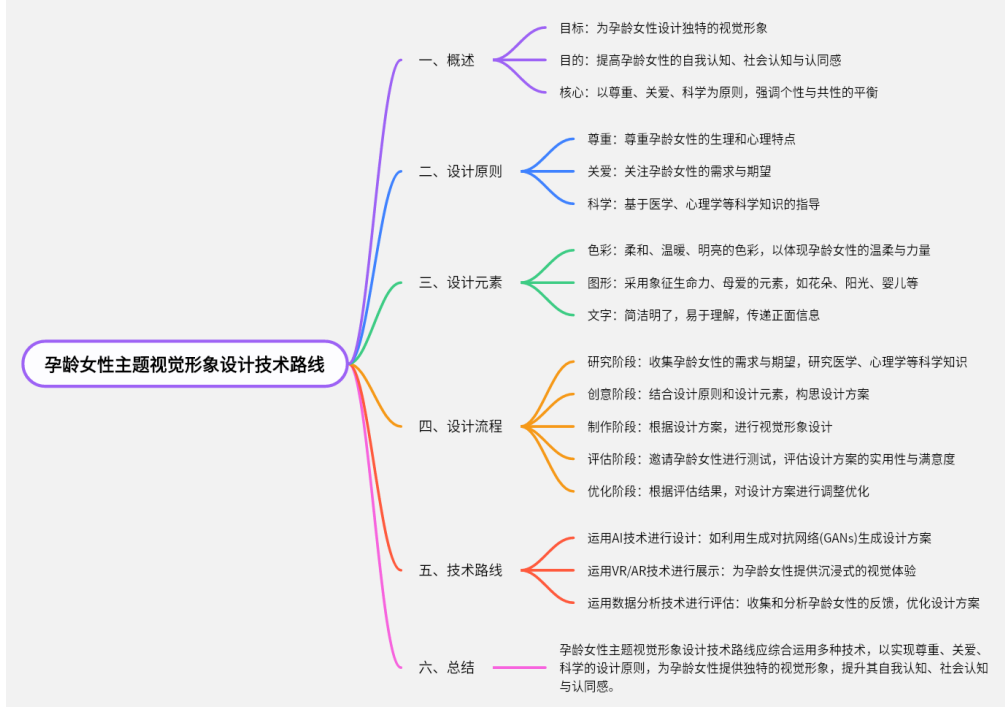 孕龄女性主题视觉形象设计技术路线
一、概述
目标：为孕龄女性设计独特的视觉形象
目的：提高孕龄女性的自我认知、社会认知与认同感
核心：以尊重、关爱、科学为原则，强调个性与共性的平衡
二、设计原则
尊重：尊重孕龄女性的生理和心理特点
关爱：关注孕龄女性的需求与期望
科学：基于医学、心理学等科学知识的指导
三、设计元素
色彩：柔和、温暖、明亮的色彩，以体现孕龄女性的温柔与力量
图形：采用象征生命力、母爱的元素，如花朵、阳光、婴儿等
文字：简洁明了，易于理解，传递正面信息
四、设计流程
研究阶段：收集孕龄女性的需求与期望，研究医学、心理学等科学知识
创意阶段：结合设计原则和设计元素，构思设计方案
制作阶段：根据设计方案，进行视觉形象设计
评估阶段：邀请孕龄女性进行测试，评估设计方案的实用性与满意度
优化阶段：根据评估结果，对设计方案进行调整优化
五、技术路线
运用AI技术进行设计：如利用生成对抗网络(GANs)生成设计方案
运用VR/AR技术进行展示：为孕龄女性提供沉浸式的视觉体验
运用数据分析技术进行评估：收集和分析孕龄女性的反馈，优化设计方案
六、总结
孕龄女性主题视觉形象设计技术路线应综合运用多种技术，以实现尊重、关爱、
科学的设计原则，为孕龄女性提供独特的视觉形象，提升其自我认知、社会认知
与认同感。